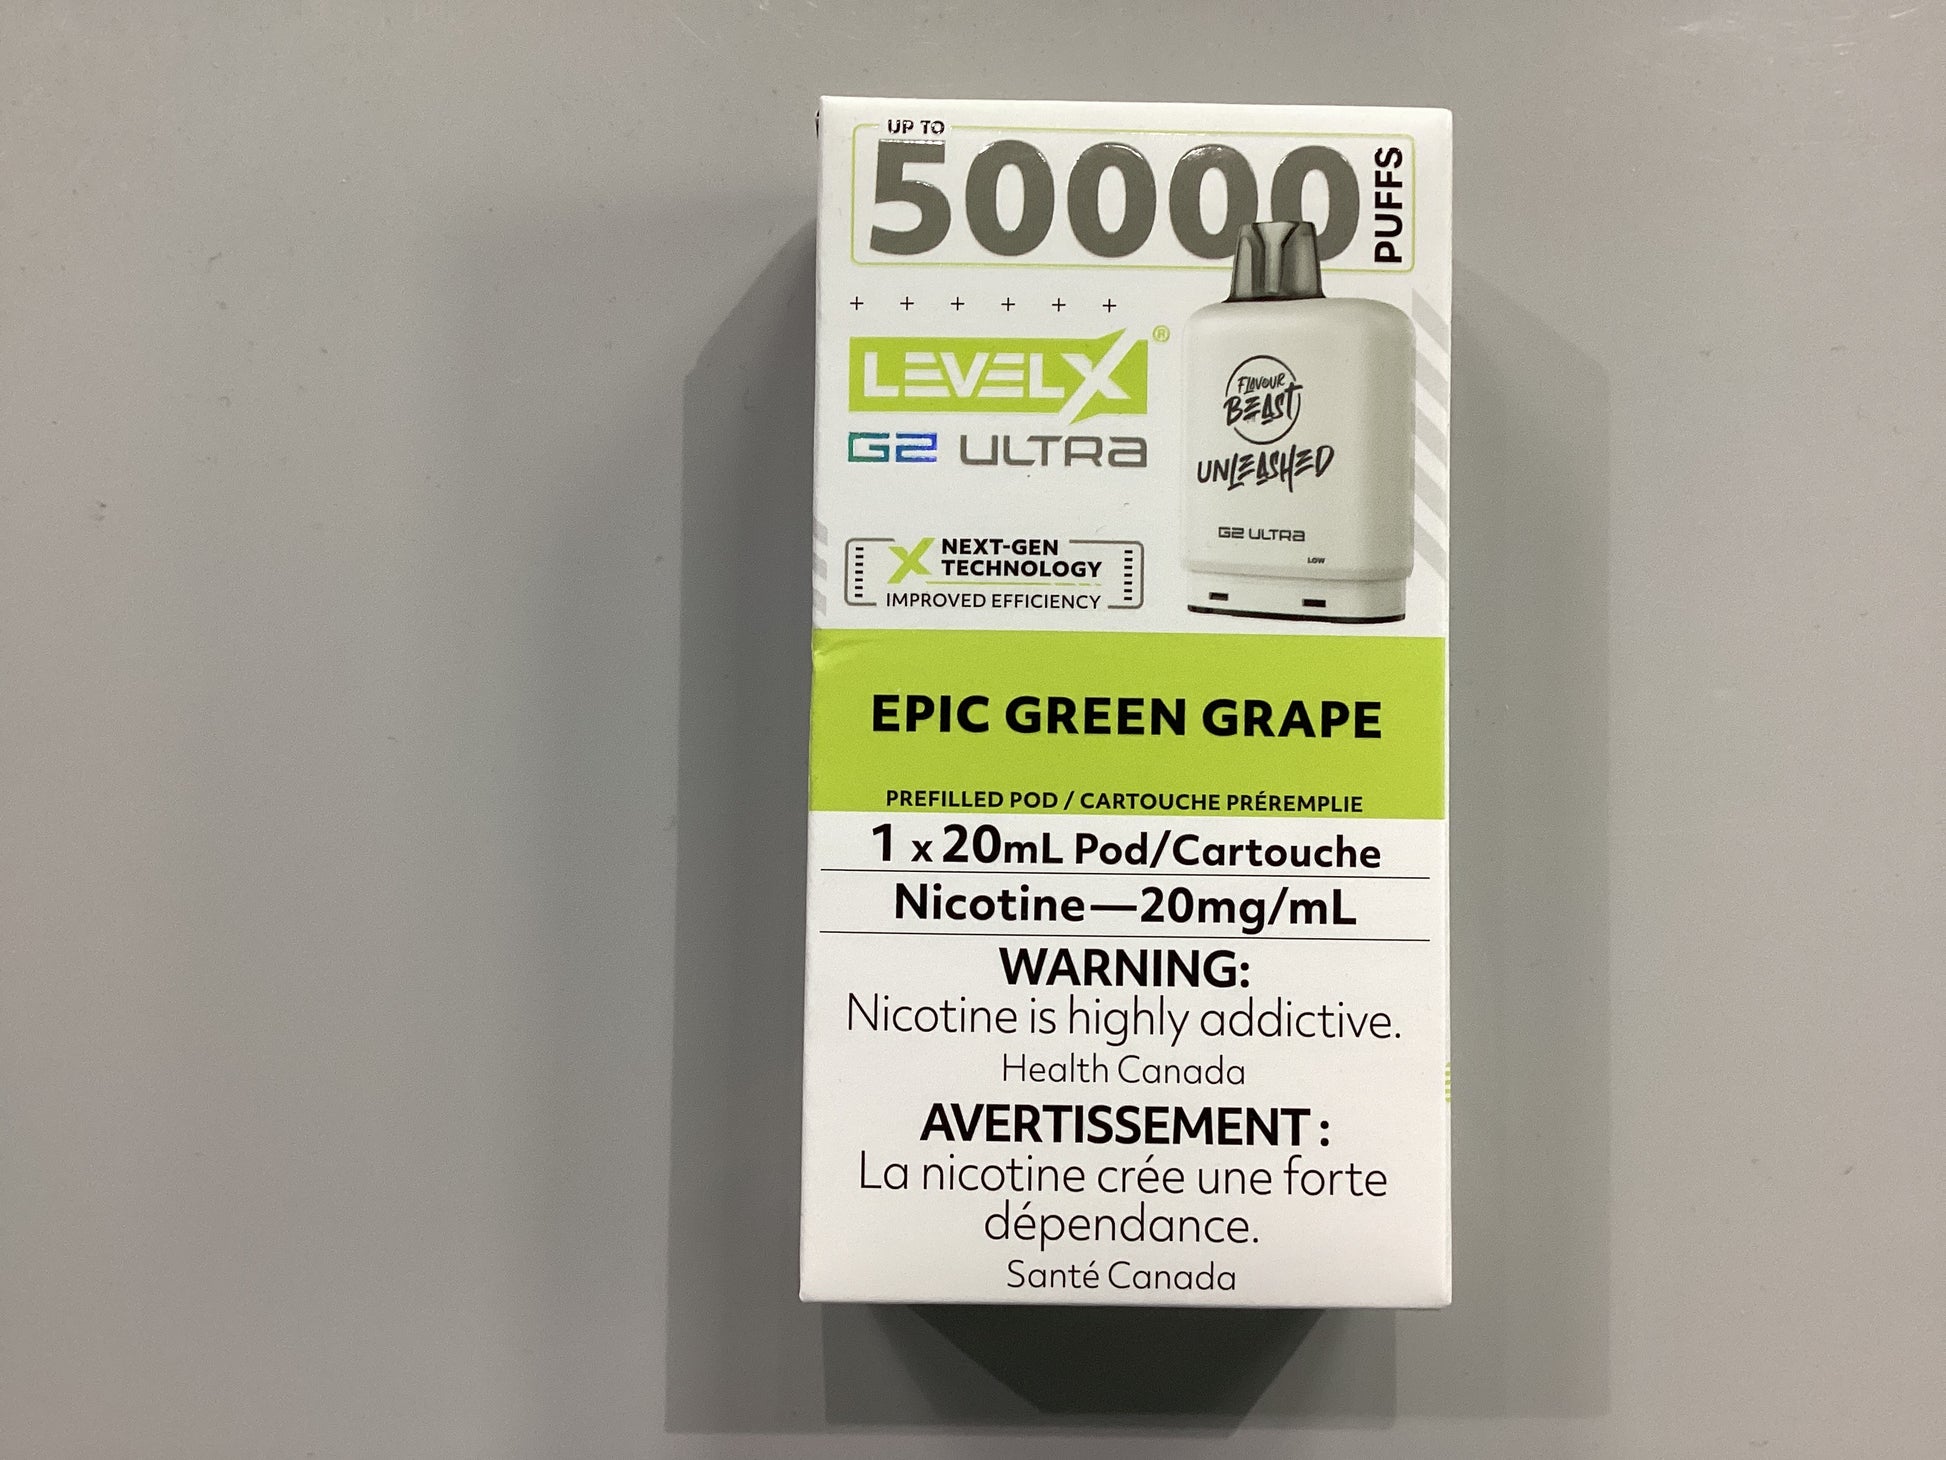 UP TO
50000
PUFFS
+ + + + + +
LEVELX®
G2 ULTRA
FLAVOUR
BEAST
UNLEASHED
G2 ULTRA
LOW
X NEXT-GEN
TECHNOLOGY
IMPROVED EFFICIENCY
EPIC GREEN GRAPE
PREFILLED POD / CARTOUCHE PRÉREMPLIE
1 x 20mL Pod/Cartouche
Nicotine—20mg/mL
WARNING:
Nicotine is highly addictive.
Health Canada
AVERTISSEMENT :
La nicotine crée une forte
dépendance.
Santé Canada